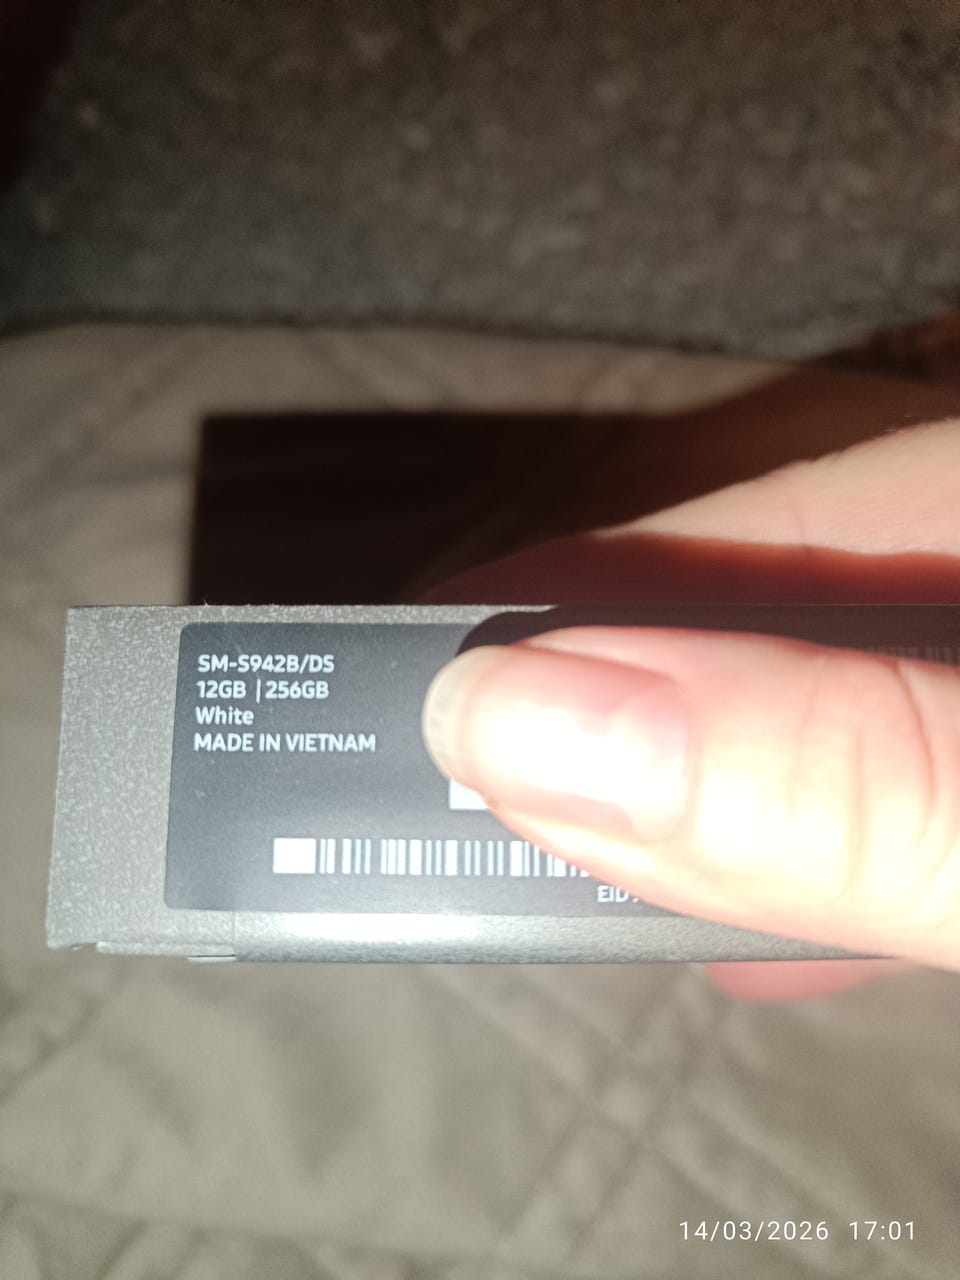 SM-S942B/DS
12GB | 256GB
White
MADE IN VIETNAM
EID
14/03/2026 17:01